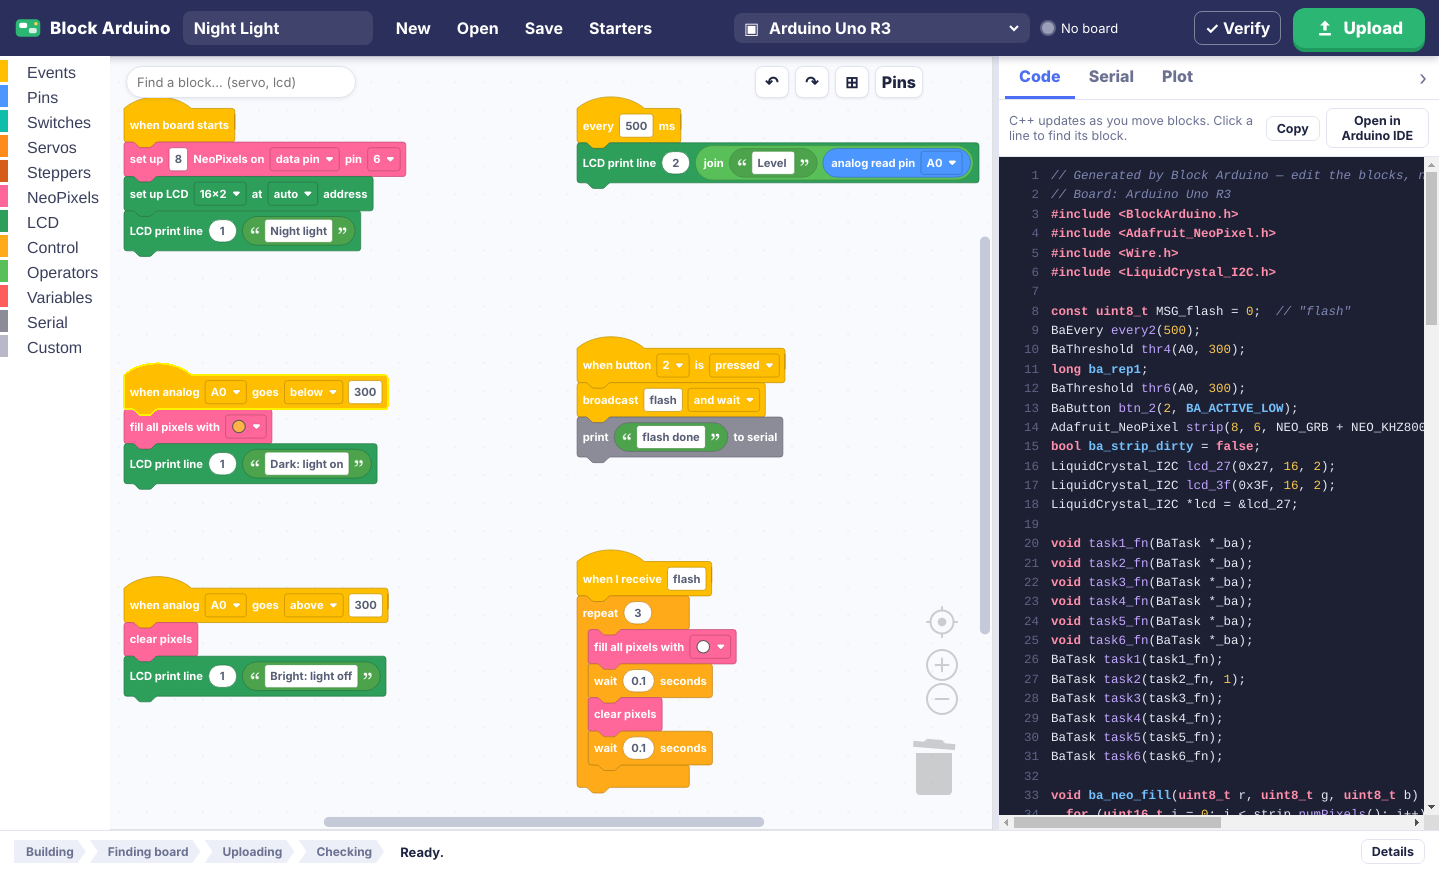 Block Arduino
Night Light
New
Open
Save
Starters
Arduino Uno R3
No board
✓ Verify
Upload
Events
Pins
Switches
Servos
Steppers
NeoPixels
LCD
Control
Operators
Variables
Serial
Custom
Find a block... (servo, lcd)
Pins
when board starts
set up 8 NeoPixels on data pin pin 6
set up LCD 16×2 at auto address
LCD print line 1 “ Night light ”
every 500 ms
LCD print line 2 join “ Level ” analog read pin A0
when analog A0 goes below 300
fill all pixels with
LCD print line 1 “ Dark: light on ”
when button 2 is pressed
broadcast flash and wait
print “ flash done ” to serial
when analog A0 goes above 300
clear pixels
LCD print line 1 “ Bright: light off ”
when I receive flash
repeat 3
fill all pixels with
wait 0.1 seconds
clear pixels
wait 0.1 seconds
Code
Serial
Plot
C++ updates as you move blocks. Click a
line to find its block.
Copy
Open in
Arduino IDE
1 // Generated by Block Arduino — edit the blocks, n
2 // Board: Arduino Uno R3
3 #include <BlockArduino.h>
4 #include <Adafruit_NeoPixel.h>
5 #include <Wire.h>
6 #include <LiquidCrystal_I2C.h>
7
8 const uint8_t MSG_flash = 0;  // "flash"
9 BaEvery every2(500);
10 BaThreshold thr4(A0, 300);
11 long ba_rep1;
12 BaThreshold thr6(A0, 300);
13 BaButton btn_2(2, BA_ACTIVE_LOW);
14 Adafruit_NeoPixel strip(8, 6, NEO_GRB + NEO_KHZ800
15 bool ba_strip_dirty = false;
16 LiquidCrystal_I2C lcd_27(0x27, 16, 2);
17 LiquidCrystal_I2C lcd_3f(0x3F, 16, 2);
18 LiquidCrystal_I2C *lcd = &lcd_27;
19
20 void task1_fn(BaTask *_ba);
21 void task2_fn(BaTask *_ba);
22 void task3_fn(BaTask *_ba);
23 void task4_fn(BaTask *_ba);
24 void task5_fn(BaTask *_ba);
25 void task6_fn(BaTask *_ba);
26 BaTask task1(task1_fn);
27 BaTask task2(task2_fn, 1);
28 BaTask task3(task3_fn);
29 BaTask task4(task4_fn);
30 BaTask task5(task5_fn);
31 BaTask task6(task6_fn);
32
33 void ba_neo_fill(uint8_t r, uint8_t g, uint8_t b)
34 for (uint16_t i = 0; i < strip.numPixels(); i++)
Building
Finding board
Uploading
Checking
Ready.
Details